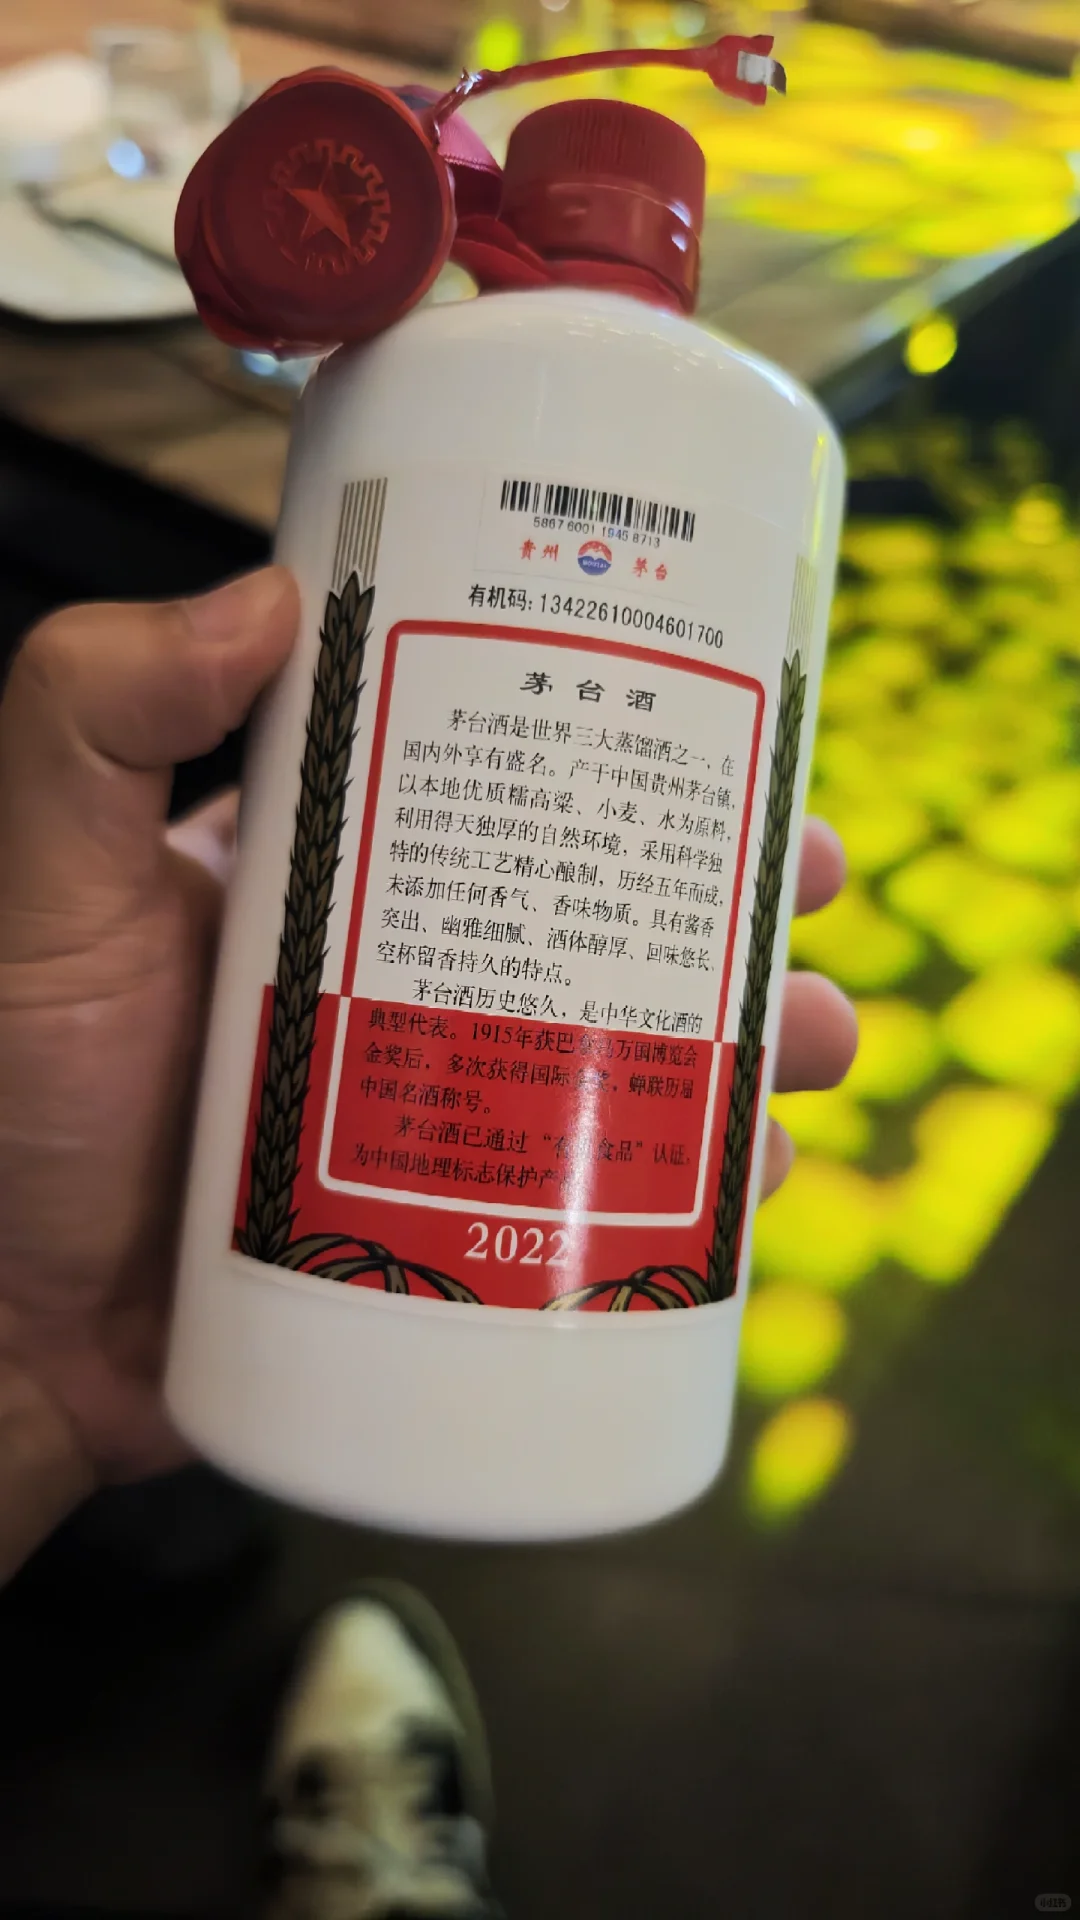 5867 6001 1945 8713
贵州 茅台
有机码: 13422610004601700
茅台酒
茅台酒是世界三大蒸馏酒之一, 在
国内外享有盛名。产于中国贵州茅台镇,
以本地优质糯高粱、小麦、水为原料,
利用得天独厚的自然环境, 采用科学独
特的传统工艺精心酿制, 历经五年而成,
未添加任何香气、香味物质。具有酱香
突出、幽雅细腻、酒体醇厚、回味悠长、
空杯留香持久的特点。
茅台酒历史悠久, 是中华文化酒的
典型代表。1915年获巴拿马万国博览会
金奖后, 多次获得国际金奖, 蝉联历届
中国名酒称号。
茅台酒已通过“有机食品”认证,
为中国地理标志保护产
2022